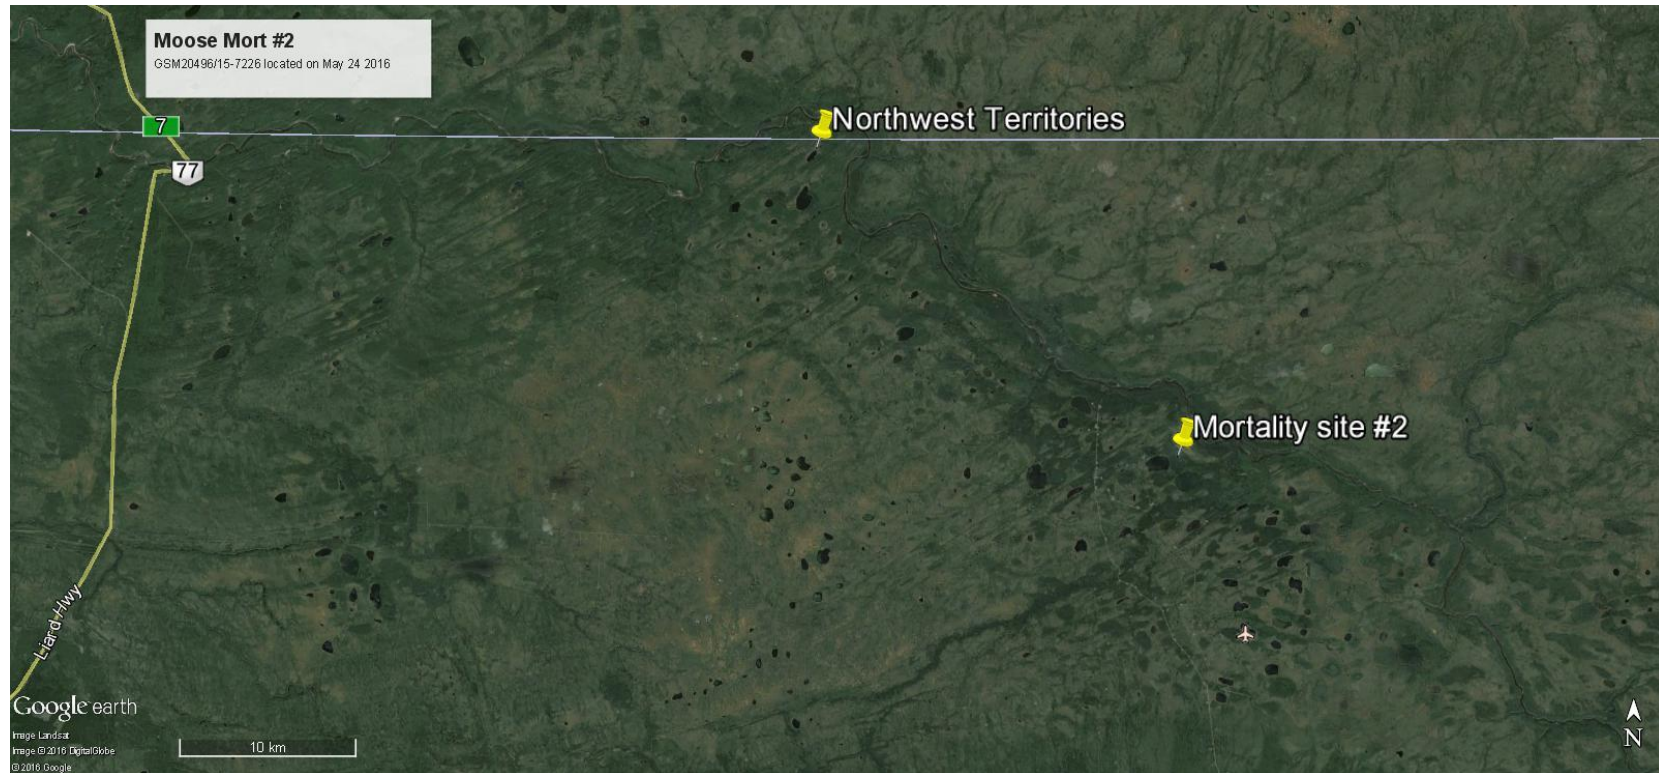 Moose Mort #2
GSM20496/15-7226 located on May 24 2016
7
77
Northwest Territories
Mortality site #2
Liard Hwy
Google earth
Image Landsat
Image © 2016 DigitalGlobe
© 2016 Google
10 km
N